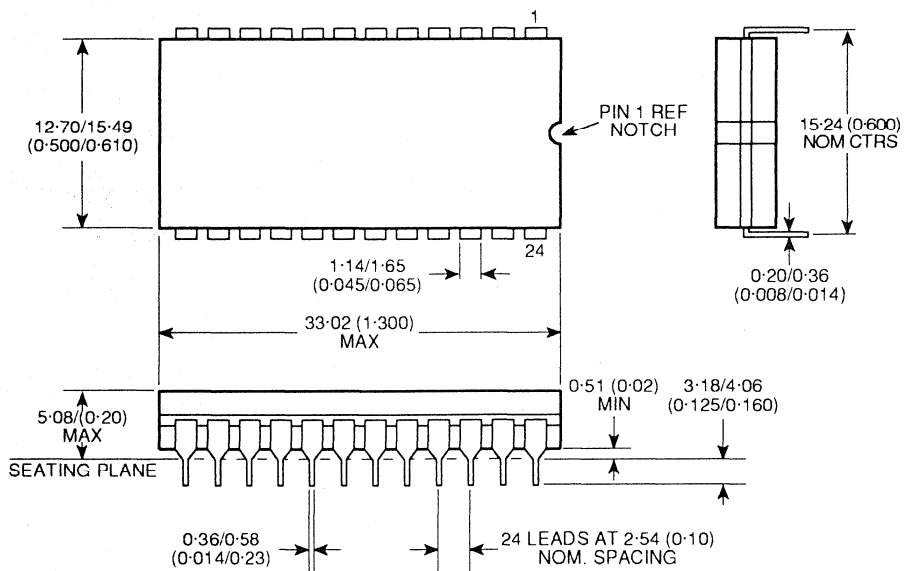 1
12·70/15·49
(0·500/0·610)
PIN 1 REF
NOTCH
15·24 (0·600)
NOM CTRS
24
1·14/1·65
(0·045/0·065)
0·20/0·36
(0·008/0·014)
33·02 (1·300)
MAX
5·08/(0·20)
MAX
0·51 (0·02)
MIN
3·18/4·06
(0·125/0·160)
SEATING PLANE
0·36/0·58
(0·014/0·23)
24 LEADS AT 2·54 (0·10)
NOM. SPACING